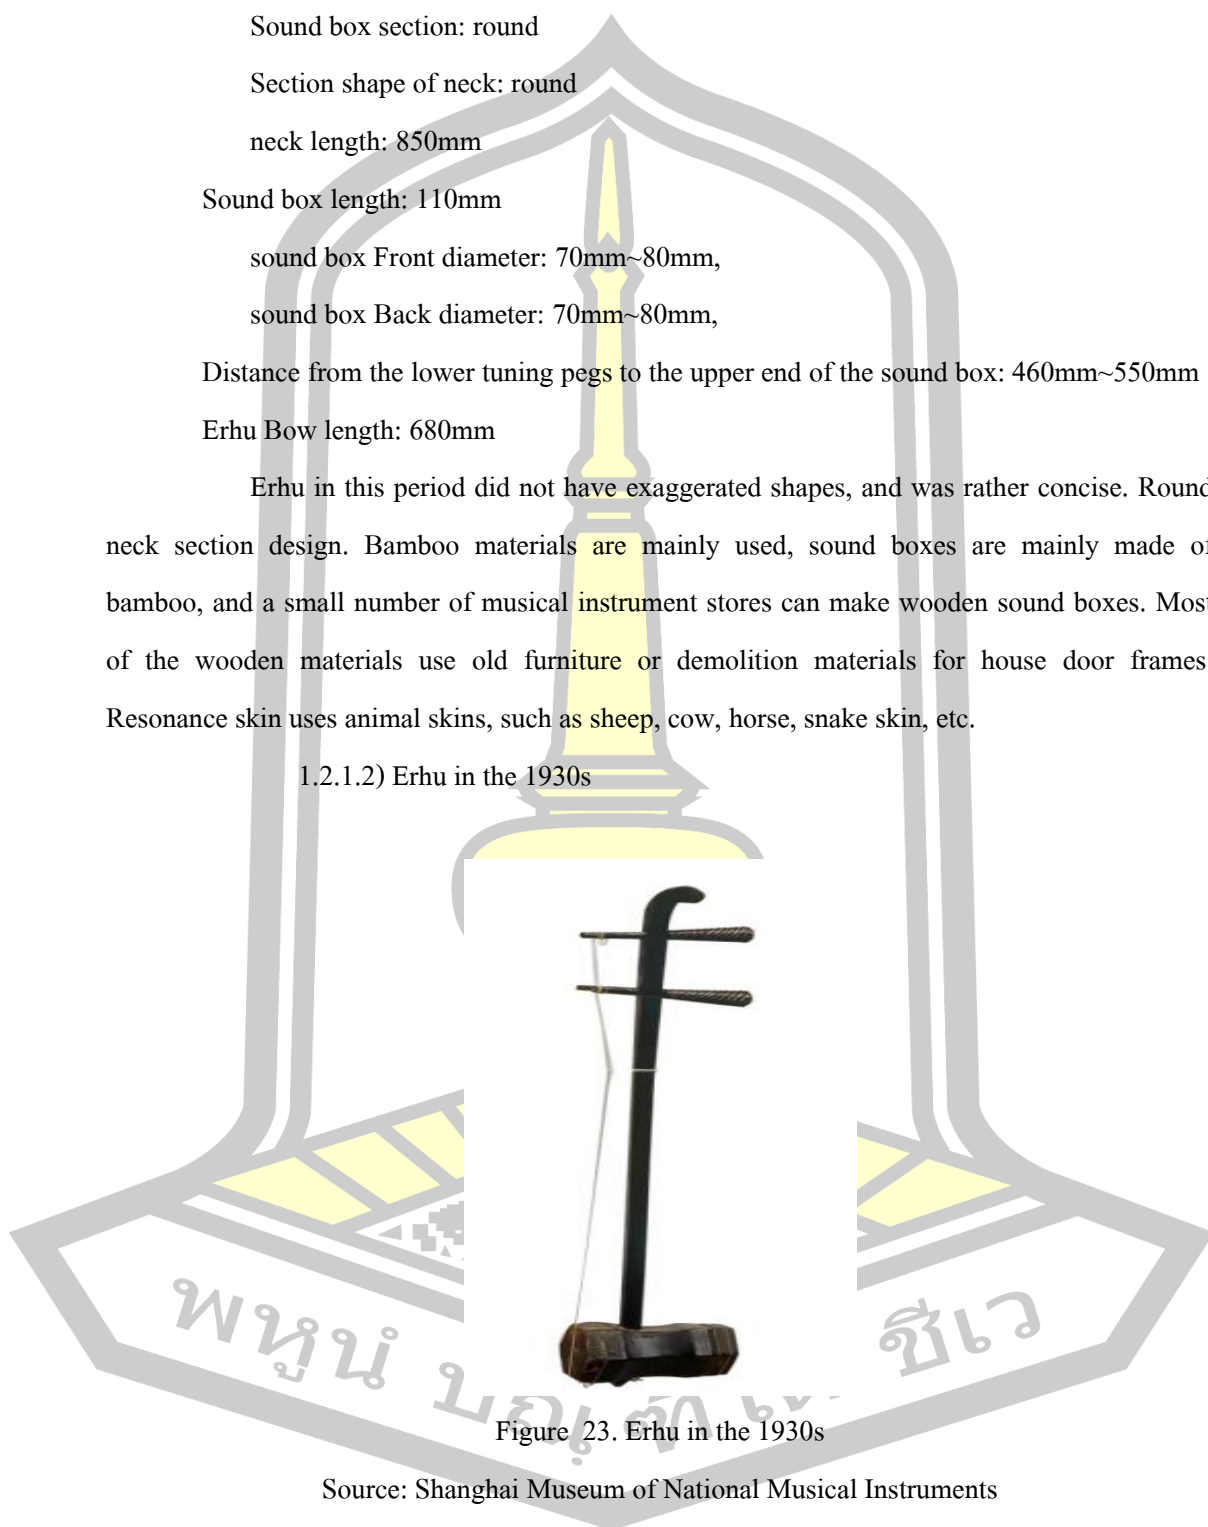 Sound box section: round
Section shape of neck: round
neck length: 850mm
Sound box length: 110mm
sound box Front diameter: 70mm~80mm,
sound box Back diameter: 70mm~80mm,
Distance from the lower tuning pegs to the upper end of the sound box: 460mm~550mm
Erhu Bow length: 680mm
Erhu in this period did not have exaggerated shapes, and was rather concise. Round
neck section design. Bamboo materials are mainly used, sound boxes are mainly made of
bamboo, and a small number of musical instrument stores can make wooden sound boxes. Most
of the wooden materials use old furniture or demolition materials for house door frames
Resonance skin uses animal skins, such as sheep, cow, horse, snake skin, etc.
1.2.1.2) Erhu in the 1930s
พหูนํ ชีเว
Figure 23. Erhu in the 1930s
Source: Shanghai Museum of National Musical Instruments